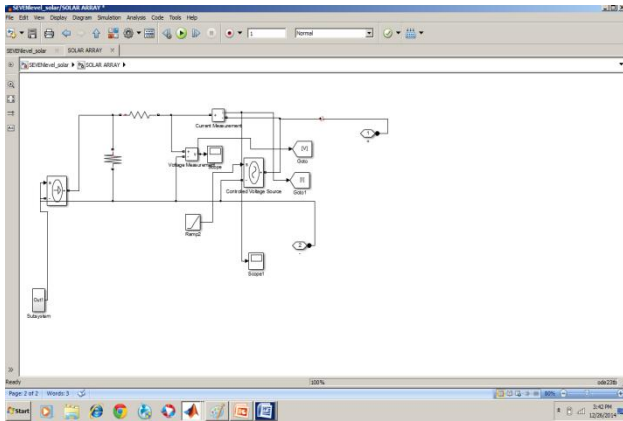 SEVENlevel_solar/SOLAR ARRAY *
File Edit View Display Diagram Simulation Analysis Code Tools Help
1 Normal
SEVENlevel_solar SOLAR ARRAY
SEVENlevel_solar SOLAR ARRAY
Current Measurement
1
+
Voltage Measurement
Scope
Goto
Controlled Voltage Source
Goto1
Ramp2
2
-
Scope1
Out1
Subsystem
Ready 100% ode23tb
Page: 2 of 2 Words: 3 90%
Start 3:42 PM
12/26/2014